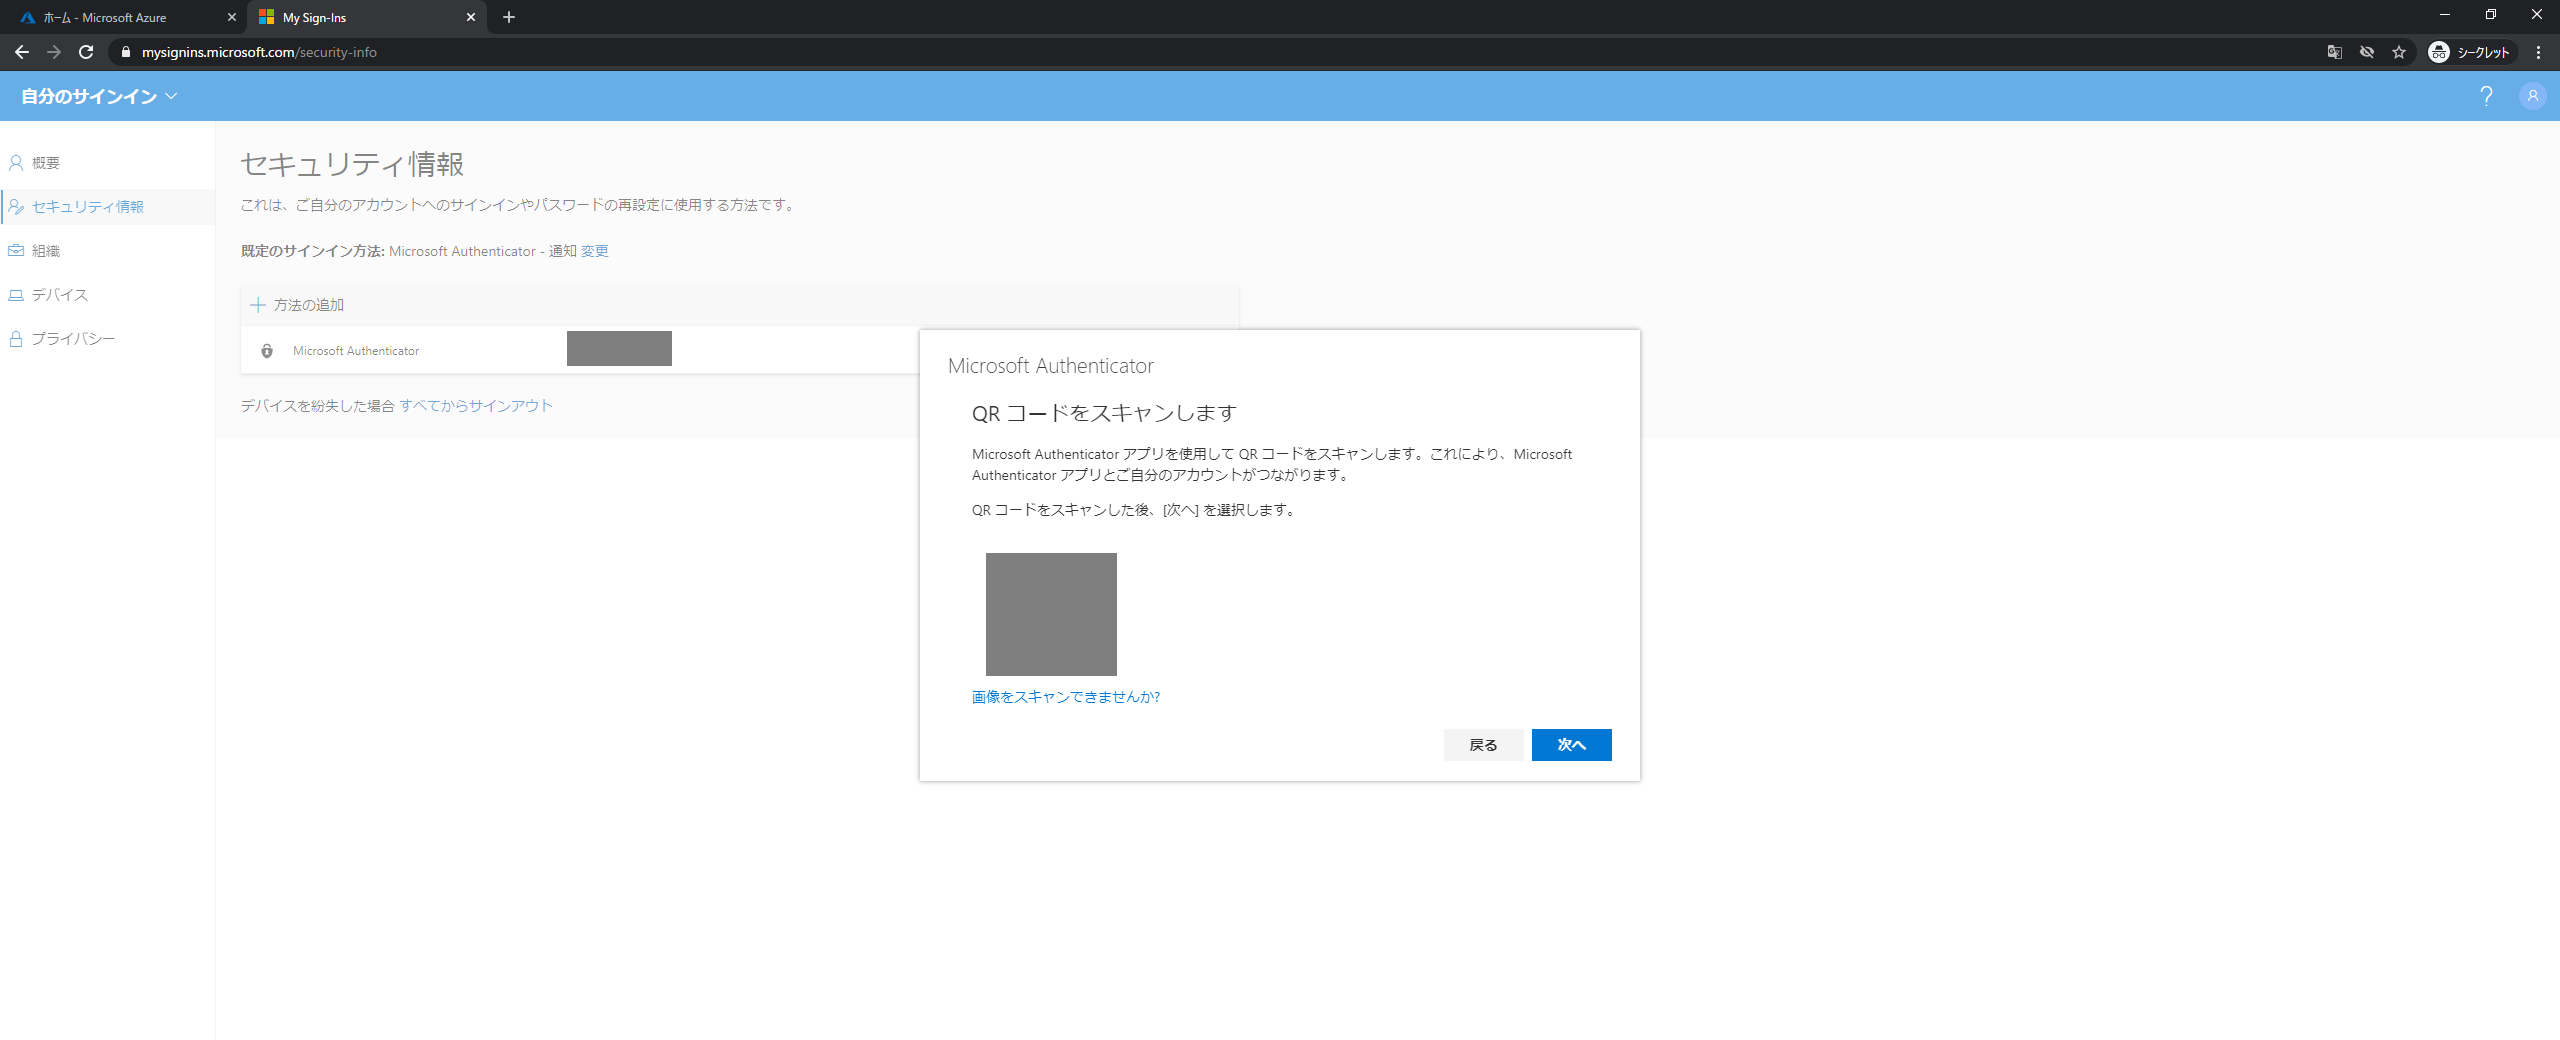 ホーム - Microsoft Azure
My Sign-Ins
mysignins.microsoft.com/security-info
シークレット
自分のサインイン
?
概要
セキュリティ情報
組織
デバイス
プライバシー
セキュリティ情報
これは、ご自分のアカウントへのサインインやパスワードの再設定に使用する方法です。
既定のサインイン方法: Microsoft Authenticator - 通知 変更
方法の追加
Microsoft Authenticator
デバイスを紛失した場合 すべてからサインアウト
Microsoft Authenticator
QR コードをスキャンします
Microsoft Authenticator アプリを使用して QR コードをスキャンします。これにより、Microsoft
Authenticator アプリとご自分のアカウントがつながります。
QR コードをスキャンした後、[次へ] を選択します。
画像をスキャンできませんか?
戻る
次へ